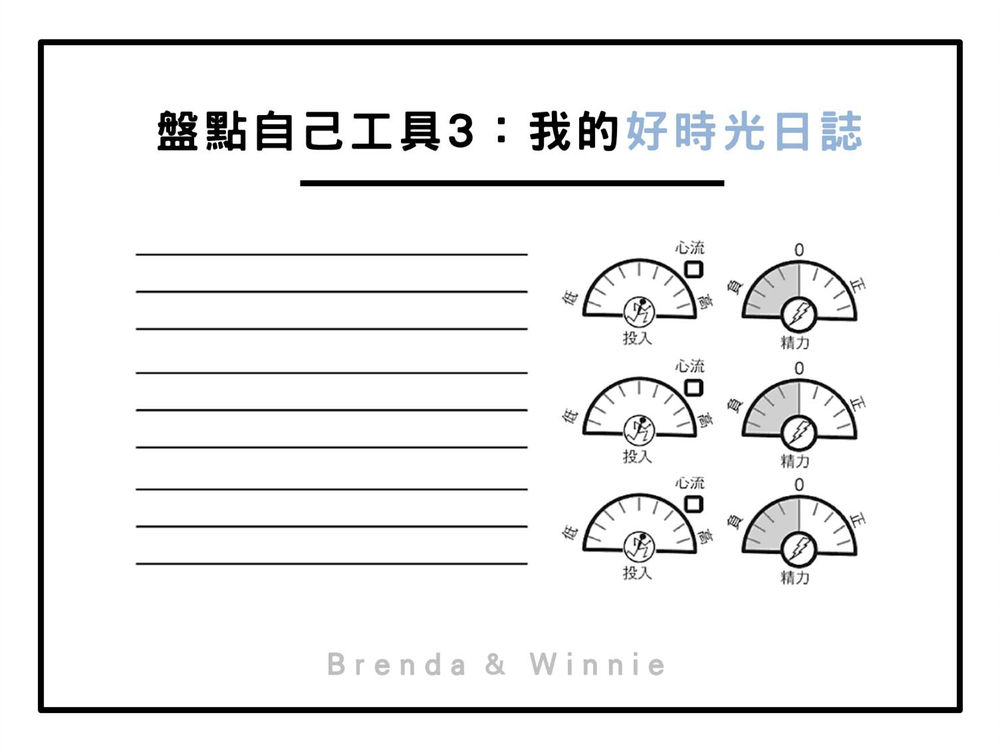 盤點自己工具3：我的好時光日誌
心流
低
高
投入
0
負
正
精力
心流
低
高
投入
0
負
正
精力
心流
低
高
投入
0
負
正
精力
Brenda & Winnie